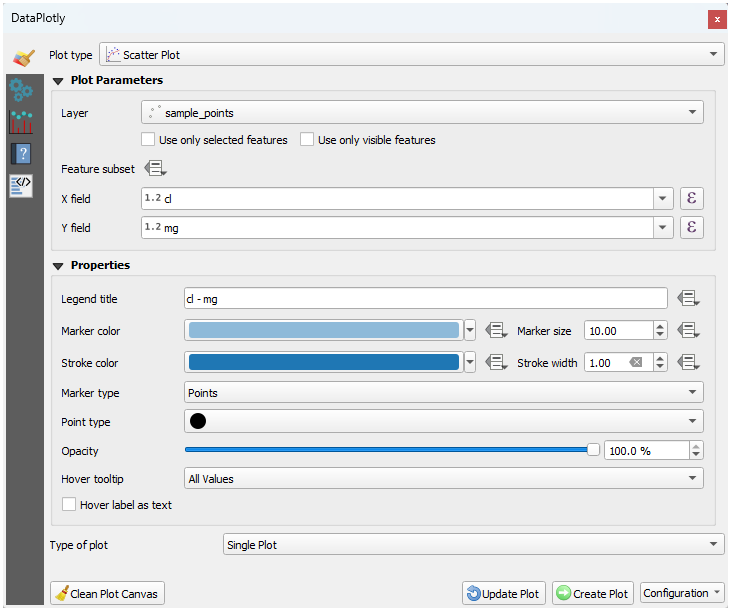 DataPlotly
x
Plot type Scatter Plot
Plot Parameters
Layer sample_points
Use only selected features Use only visible features
Feature subset
X field 1.2 cl ε
Y field 1.2 mg ε
Properties
Legend title cl - mg
Marker color Marker size 10.00
Stroke color Stroke width 1.00
Marker type Points
Point type
Opacity 100.0 %
Hover tooltip All Values
Hover label as text
Type of plot Single Plot
Clean Plot Canvas Update Plot Create Plot Configuration